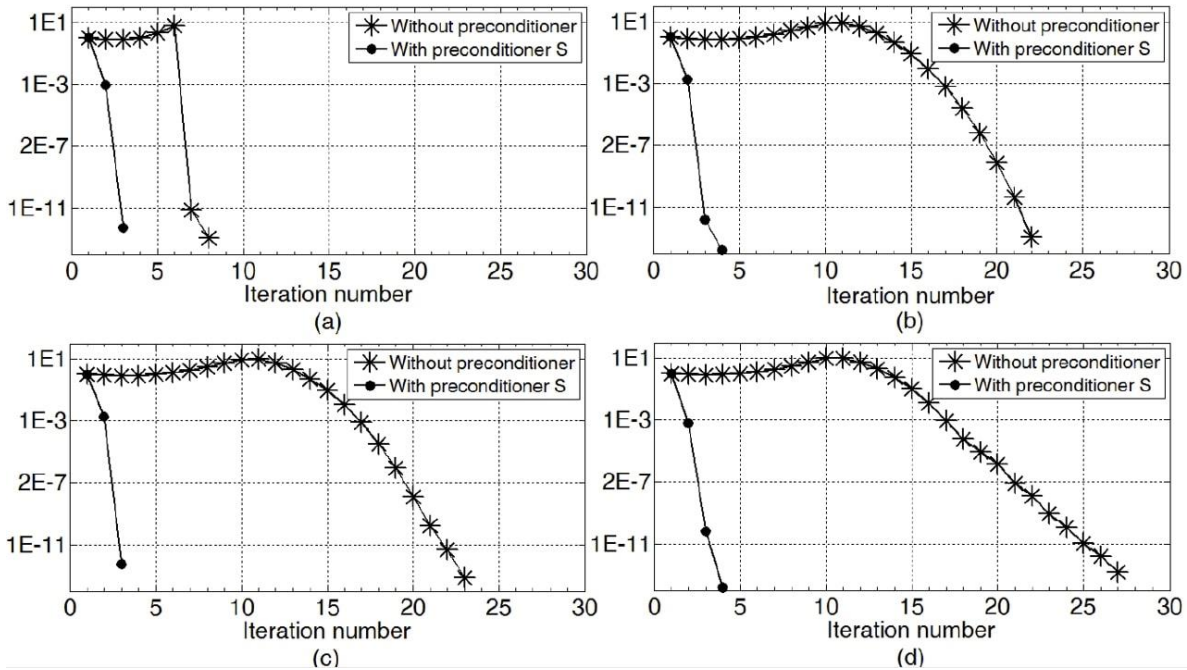 1E1
1E-3
2E-7
1E-11
Without preconditioner
With preconditioner S
0 5 10 15 20 25 30
Iteration number
(a)
1E1
1E-3
2E-7
1E-11
Without preconditioner
With preconditioner S
0 5 10 15 20 25 30
Iteration number
(b)
1E1
1E-3
2E-7
1E-11
Without preconditioner
With preconditioner S
0 5 10 15 20 25 30
Iteration number
(c)
1E1
1E-3
2E-7
1E-11
Without preconditioner
With preconditioner S
0 5 10 15 20 25 30
Iteration number
(d)